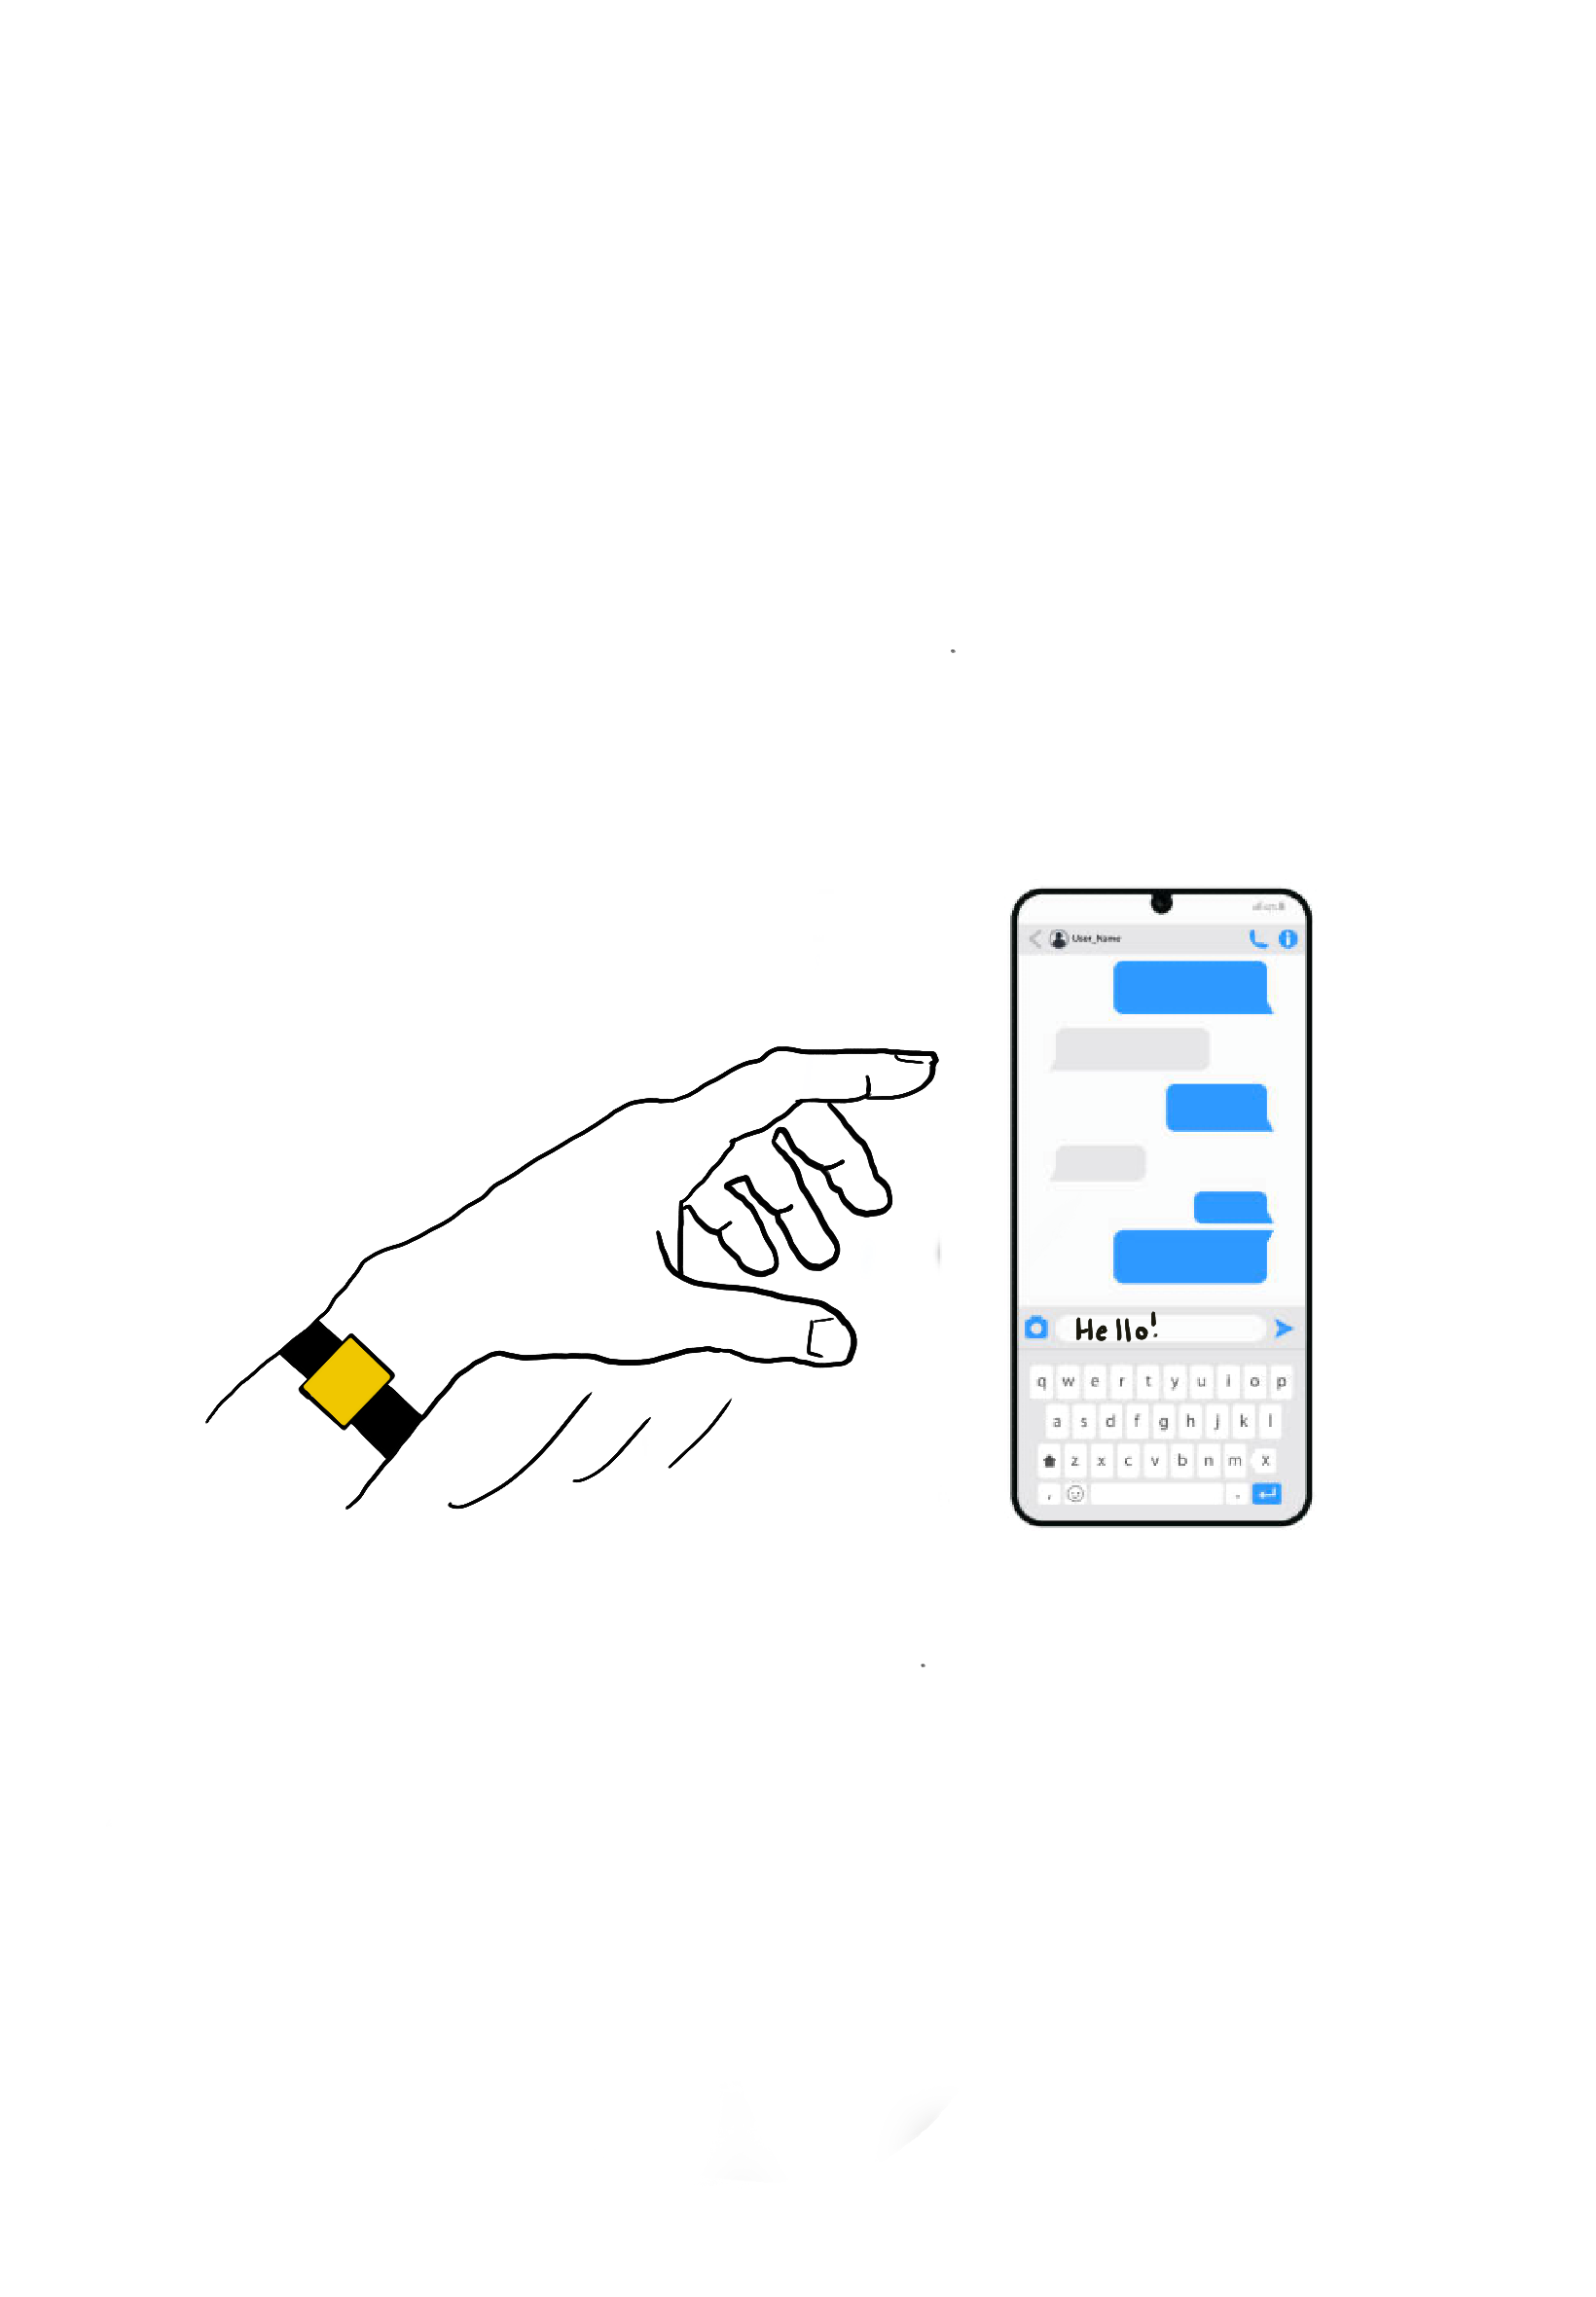 User_Name
Hello!
q w e r t y u i o p
a s d f g h j k l
z x c v b n m x
, .